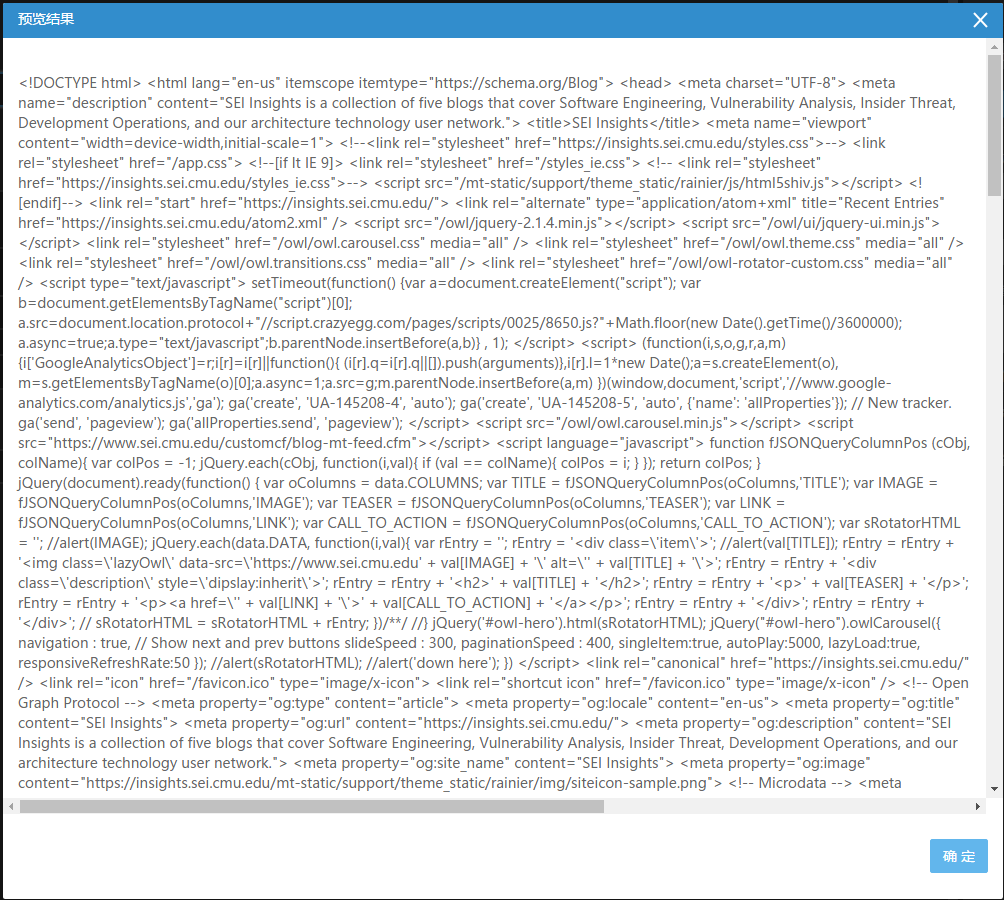 预览结果
<!DOCTYPE html> <html lang="en-us" itemscope itemtype="https://schema.org/Blog"> <head> <meta charset="UTF-8"> <meta
name="description" content="SEI Insights is a collection of five blogs that cover Software Engineering, Vulnerability Analysis, Insider Threat,
Development Operations, and our architecture technology user network."> <title>SEI Insights</title> <meta name="viewport"
content="width=device-width,initial-scale=1"> <!--<link rel="stylesheet" href="https://insights.sei.cmu.edu/styles.css">--> <link
rel="stylesheet" href="/app.css"> <!--[if lt IE 9]> <link rel="stylesheet" href="/styles_ie.css"> <!-- <link rel="stylesheet"
href="https://insights.sei.cmu.edu/styles_ie.css">--> <script src="/mt-static/support/theme_static/rainier/js/html5shiv.js"></script> <!
[endif]--> <link rel="start" href="https://insights.sei.cmu.edu/"> <link rel="alternate" type="application/atom+xml" title="Recent Entries"
href="https://insights.sei.cmu.edu/atom2.xml" /> <script src="/owl/jquery-2.1.4.min.js"></script> <script src="/owl/ui/jquery-ui.min.js">
</script> <link rel="stylesheet" href="/owl/owl.carousel.css" media="all" /> <link rel="stylesheet" href="/owl/owl.theme.css" media="all" />
<link rel="stylesheet" href="/owl/owl.transitions.css" media="all" /> <link rel="stylesheet" href="/owl/owl-rotator-custom.css" media="all"
/> <script type="text/javascript"> setTimeout(function() {var a=document.createElement("script"); var
b=document.getElementsByTagName("script")[0];
a.src=document.location.protocol+"//script.crazyegg.com/pages/scripts/0025/8650.js?"+Math.floor(new Date().getTime()/3600000);
a.async=true;a.type="text/javascript";b.parentNode.insertBefore(a,b)} , 1); </script> <script> (function(i,s,o,g,r,a,m)
{i['GoogleAnalyticsObject']=r;i[r]=i[r]||function(){ (i[r].q=i[r].q||[]).push(arguments)},i[r].l=1*new Date();a=s.createElement(o),
m=s.getElementsByTagName(o)[0];a.async=1;a.src=g;m.parentNode.insertBefore(a,m) })(window,document,'script','//www.google-
analytics.com/analytics.js','ga'); ga('create', 'UA-145208-4', 'auto'); ga('create', 'UA-145208-5', 'auto', {'name': 'allProperties'}); // New tracker.
ga('send', 'pageview'); ga('allProperties.send', 'pageview'); </script> <script src="/owl/owl.carousel.min.js"></script> <script
src="https://www.sei.cmu.edu/customcf/blog-mt-feed.cfm"></script> <script language="javascript"> function fJSONQueryColumnPos (cObj,
colName){ var colPos = -1; jQuery.each(cObj, function(i,val){ if (val == colName){ colPos = i; } }); return colPos; }
jQuery(document).ready(function() { var oColumns = data.COLUMNS; var TITLE = fJSONQueryColumnPos(oColumns,'TITLE'); var IMAGE =
fJSONQueryColumnPos(oColumns,'IMAGE'); var TEASER = fJSONQueryColumnPos(oColumns,'TEASER'); var LINK =
fJSONQueryColumnPos(oColumns,'LINK'); var CALL_TO_ACTION = fJSONQueryColumnPos(oColumns,'CALL_TO_ACTION'); var sRotatorHTML
= ''; //alert(IMAGE); jQuery.each(data.DATA, function(i,val){ var rEntry = ''; rEntry = '<div class=\'item\'>'; //alert(val[TITLE]); rEntry = rEntry +
'<img class=\'lazyOwl\' data-src=\'https://www.sei.cmu.edu' + val[IMAGE] + '\' alt=\'' + val[TITLE] + '\'>'; rEntry = rEntry + '<div
class=\'description\' style=\'dipslay:inherit\'>'; rEntry = rEntry + '<h2>' + val[TITLE] + '</h2>'; rEntry = rEntry + '<p>' + val[TEASER] + '</p>';
rEntry = rEntry + '<p><a href=\'' + val[LINK] + '\'>' + val[CALL_TO_ACTION] + '</a></p>'; rEntry = rEntry + '</div>'; rEntry = rEntry +
'</div>'; // sRotatorHTML = sRotatorHTML + rEntry; })/**/ //} jQuery('#owl-hero').html(sRotatorHTML); jQuery("#owl-hero").owlCarousel({
navigation : true, // Show next and prev buttons slideSpeed : 300, paginationSpeed : 400, singleItem:true, autoPlay:5000, lazyLoad:true,
responsiveRefreshRate:50 }); //alert(sRotatorHTML); //alert('down here'); }) </script> <link rel="canonical" href="https://insights.sei.cmu.edu/"
/> <link rel="icon" href="/favicon.ico" type="image/x-icon"> <link rel="shortcut icon" href="/favicon.ico" type="image/x-icon" /> <!-- Open
Graph Protocol --> <meta property="og:type" content="article"> <meta property="og:locale" content="en-us"> <meta property="og:title"
content="SEI Insights"> <meta property="og:url" content="https://insights.sei.cmu.edu/"> <meta property="og:description" content="SEI
Insights is a collection of five blogs that cover Software Engineering, Vulnerability Analysis, Insider Threat, Development Operations, and our
architecture technology user network."> <meta property="og:site_name" content="SEI Insights"> <meta property="og:image"
content="https://insights.sei.cmu.edu/mt-static/support/theme_static/rainier/img/siteicon-sample.png"> <!-- Microdata --> <meta
确 定